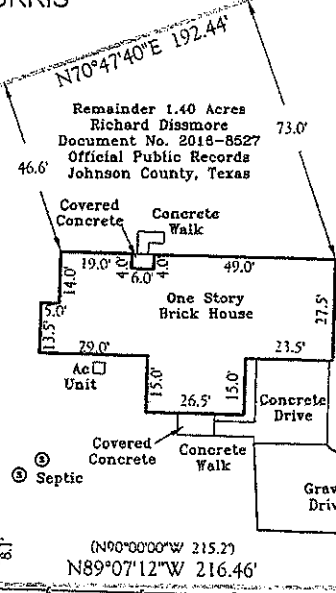 N70°47'40"E 192.44'
Remainder 1.40 Acres
Richard Dissmore
Document No. 2018-8527
Official Public Records
Johnson County, Texas
46.6'
73.0'
Covered
Concrete
Concrete
Walk
19.0'
4.0'
6.0'
4.0'
49.0'
14.0'
5.0'
13.5'
One Story
Brick House
27.5'
29.0'
23.5'
Ac
Unit
15.0'
15.0'
26.5'
Concrete
Drive
Covered
Concrete
Concrete
Walk
S
S
Septic
Grav
Driv
8.1'
(N90°00'00"W 215.2')
N89°07'12"W 216.46'